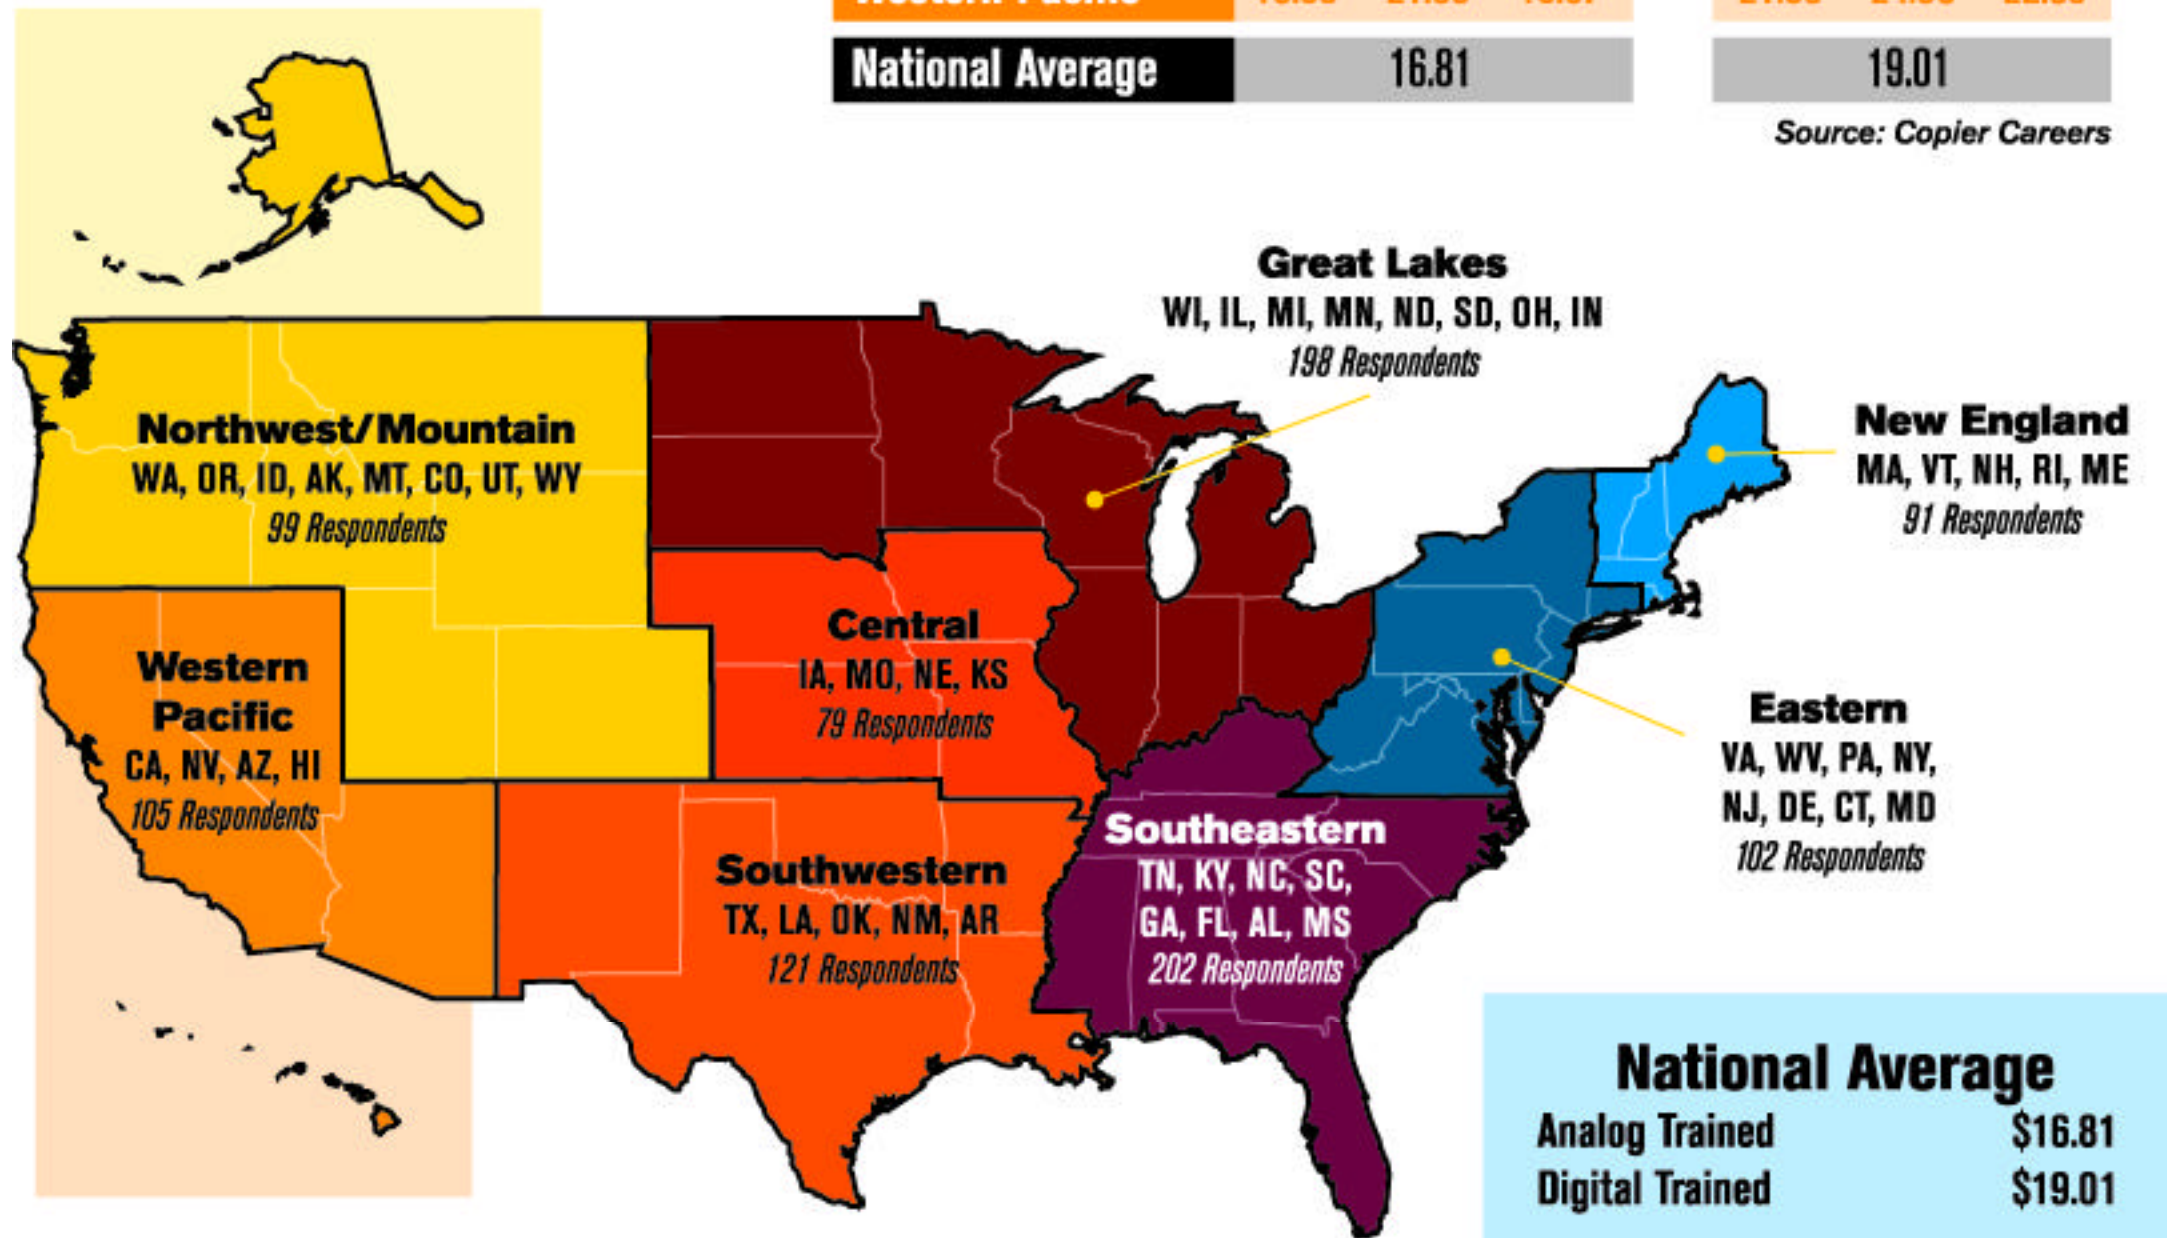 National Average 16.81 19.01
Source: Copier Careers
Great Lakes
WI, IL, MI, MN, ND, SD, OH, IN
198 Respondents
Northwest/Mountain
WA, OR, ID, AK, MT, CO, UT, WY
99 Respondents
New England
MA, VT, NH, RI, ME
91 Respondents
Western
Pacific
CA, NV, AZ, HI
105 Respondents
Central
IA, MO, NE, KS
79 Respondents
Eastern
VA, WV, PA, NY,
NJ, DE, CT, MD
102 Respondents
Southwestern
TX, LA, OK, NM, AR
121 Respondents
Southeastern
TN, KY, NC, SC,
GA, FL, AL, MS
202 Respondents
National Average
Analog Trained $16.81
Digital Trained $19.01